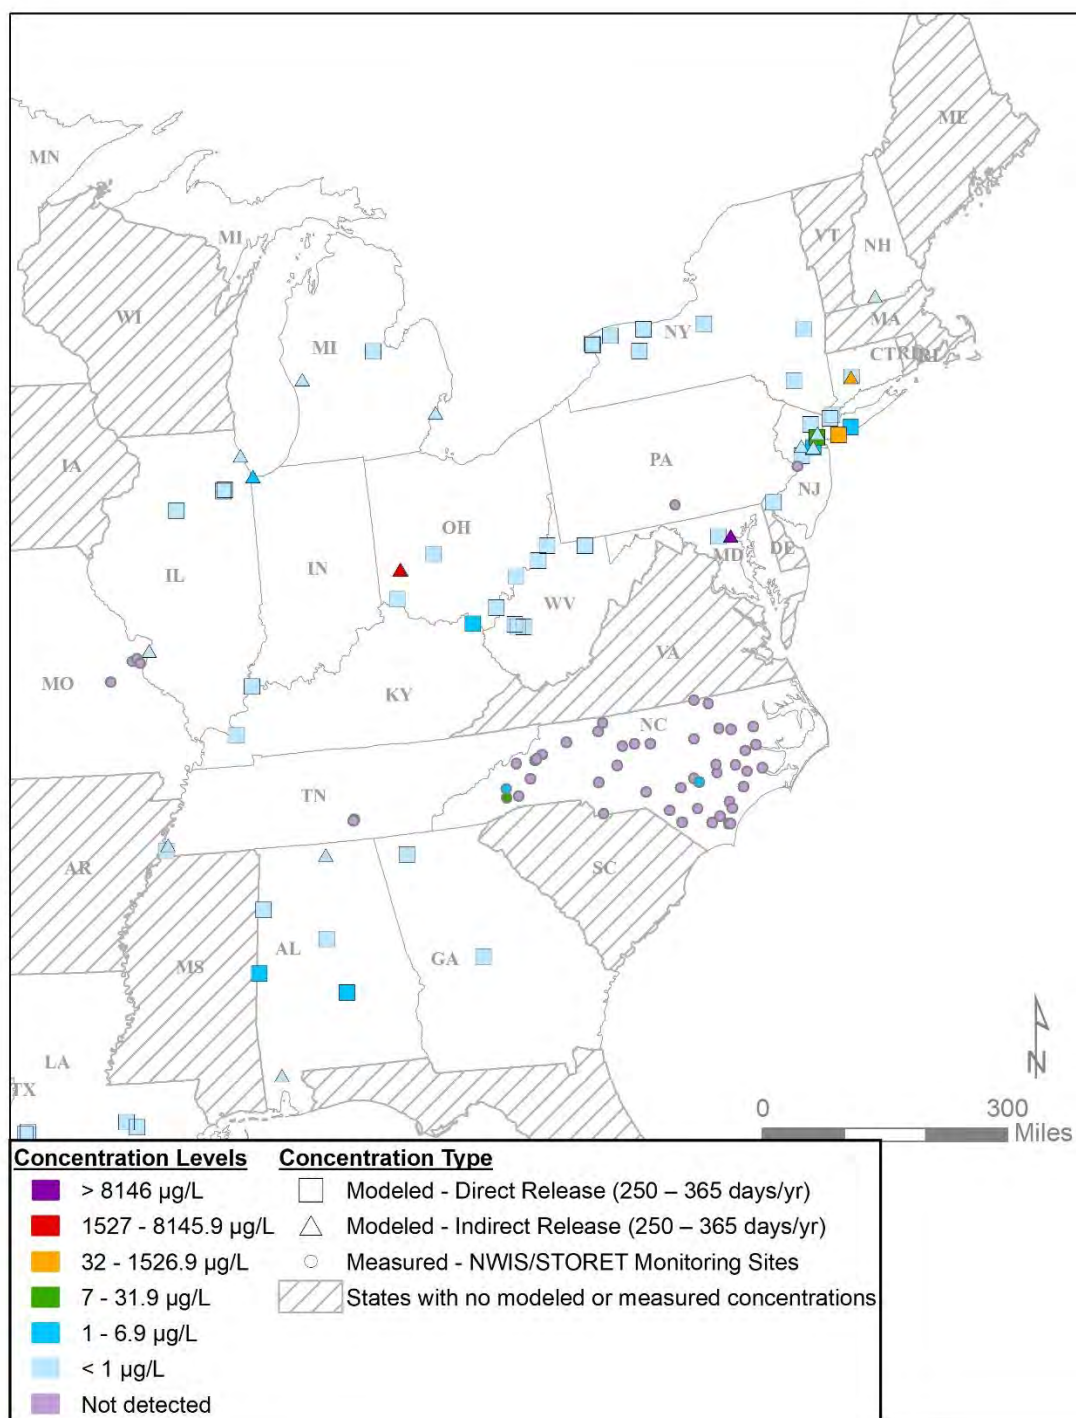 ME
MN
MI
VT
NH
WI
MA
NY
MI
CT RI
RI
IA
PA
NJ
OH
MD
DE
IN
IL
WV
VA
MO
KY
NC
TN
AR
SC
MS
AL
GA
LA
TX
N
0 300
Miles
Concentration Levels Concentration Type
> 8146 µg/L Modeled - Direct Release (250 – 365 days/yr)
1527 - 8145.9 µg/L Modeled - Indirect Release (250 – 365 days/yr)
32 - 1526.9 µg/L Measured - NWIS/STORET Monitoring Sites
7 - 31.9 µg/L States with no modeled or measured concentrations
1 - 6.9 µg/L
< 1 µg/L
Not detected